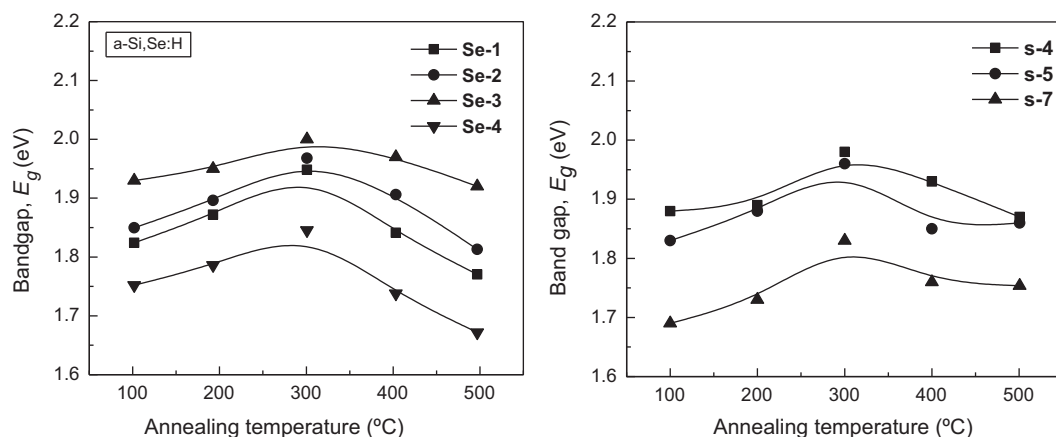 2.2
2.1
2.0
1.9
1.8
1.7
1.6
Bandgap, Eg (eV)
a-Si,Se:H
Se-1
Se-2
Se-3
Se-4
100 200 300 400 500
Annealing temperature (ºC)
2.2
2.1
2.0
1.9
1.8
1.7
1.6
Band gap, Eg (eV)
s-4
s-5
s-7
100 200 300 400 500
Annealing temperature (ºC)